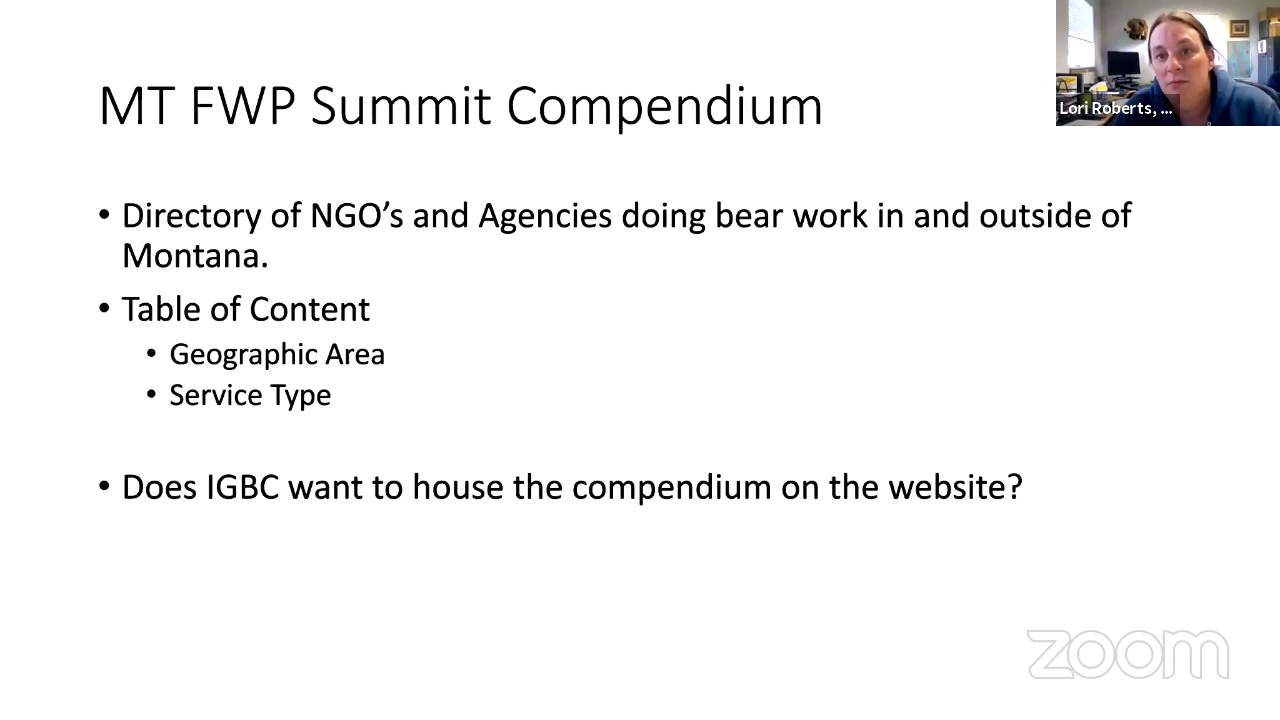 MT FWP Summit Compendium
Lori Roberts, ...
• Directory of NGO’s and Agencies doing bear work in and outside of
Montana.
• Table of Content
• Geographic Area
• Service Type
• Does IGBC want to house the compendium on the website?
zoom